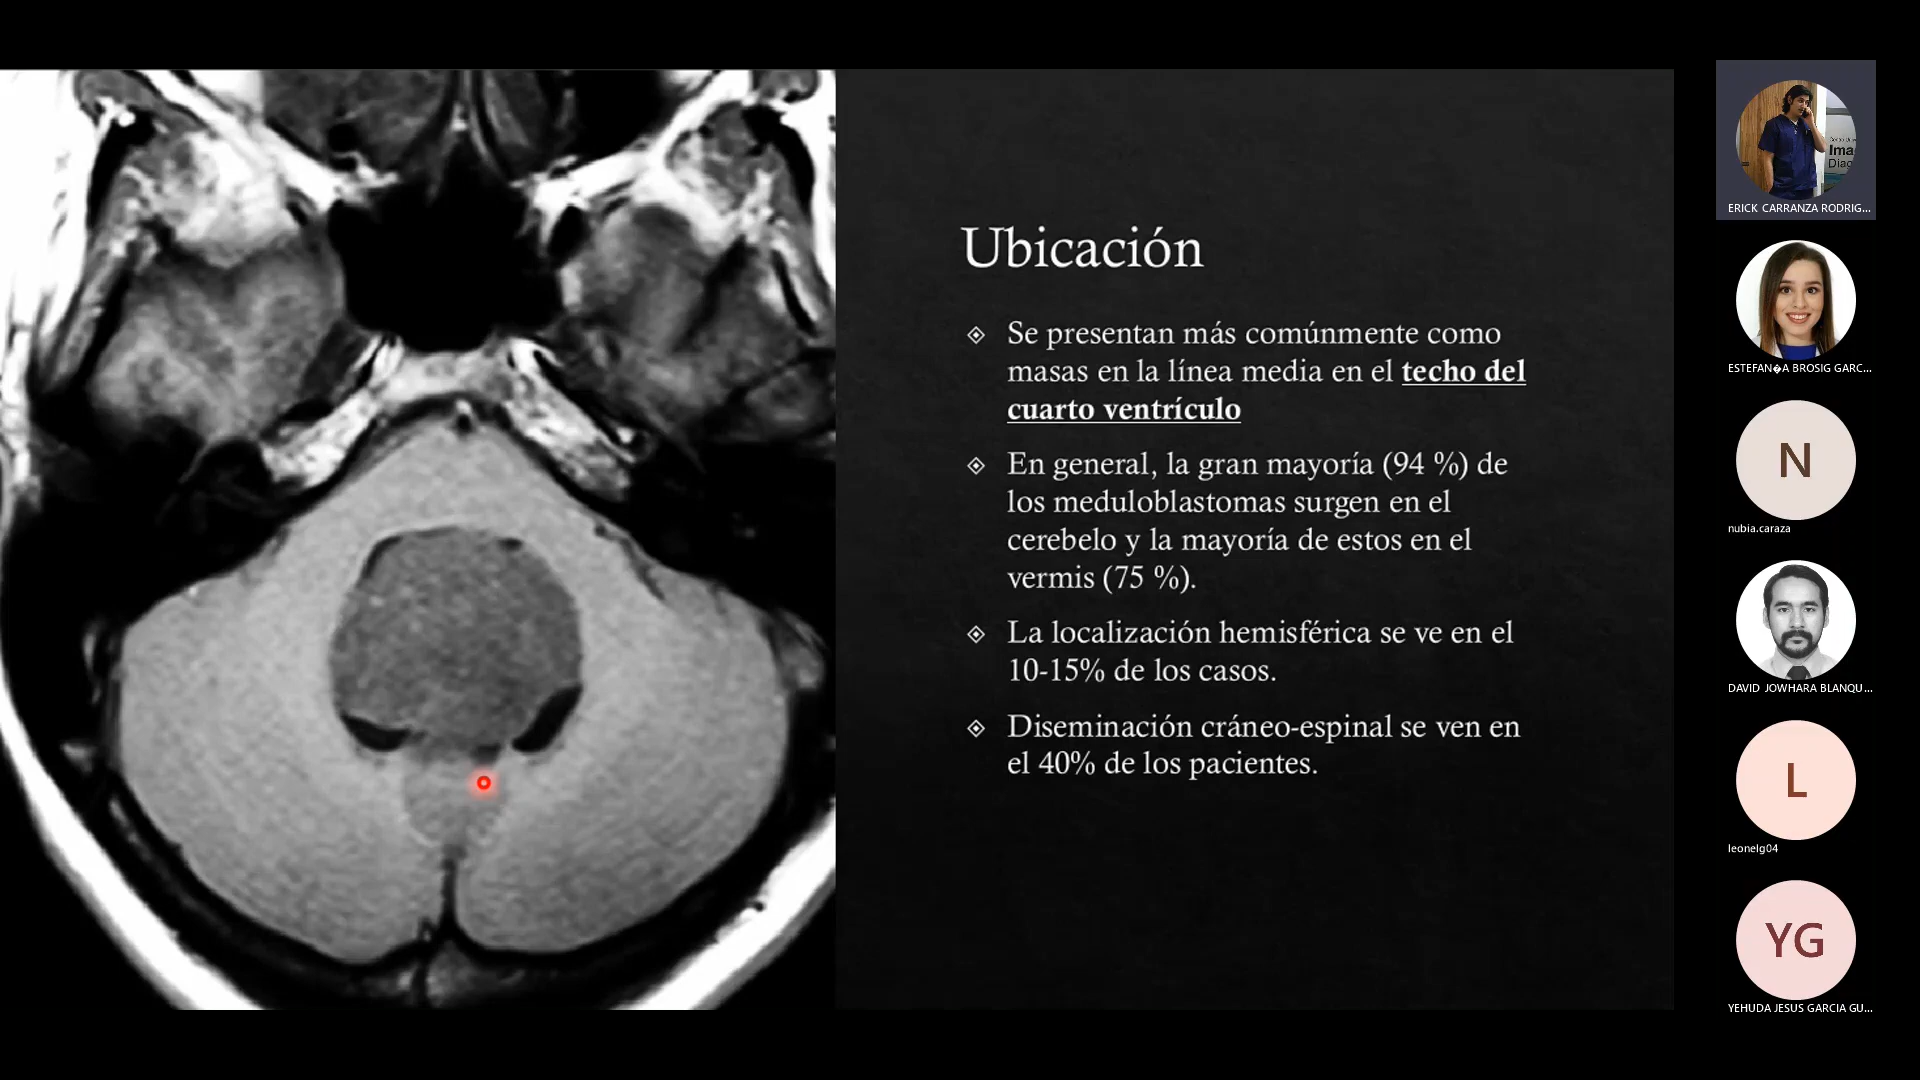 Ubicación
Se presentan más comúnmente como
masas en la línea media en el techo del
cuarto ventrículo
En general, la gran mayoría (94 %) de
los meduloblastomas surgen en el
cerebelo y la mayoría de estos en el
vermis (75 %).
La localización hemisférica se ve en el
10-15% de los casos.
Diseminación cráneo-espinal se ven en
el 40% de los pacientes.
Ima
Diag
ERICK CARRANZA RODRIG...
ESTEFAN�A BROSIG GARC...
N
nubia.caraza
DAVID JOWHARA BLANQU...
L
leonelg04
YG
YEHUDA JESUS GARCIA GU...